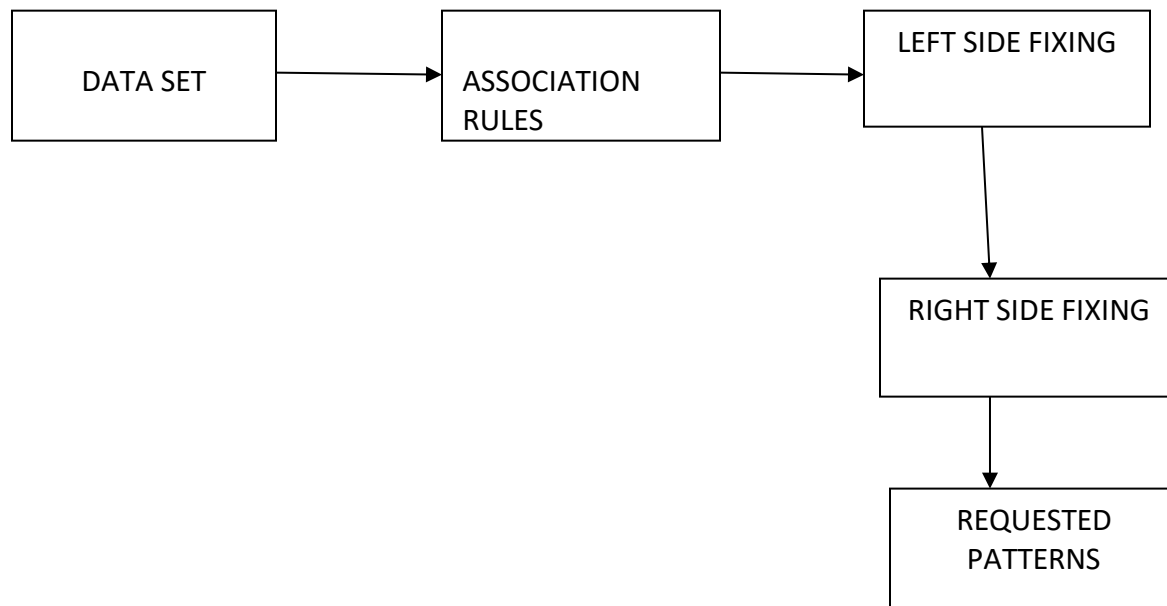 DATA SET
ASSOCIATION
RULES
LEFT SIDE FIXING
RIGHT SIDE FIXING
REQUESTED
PATTERNS